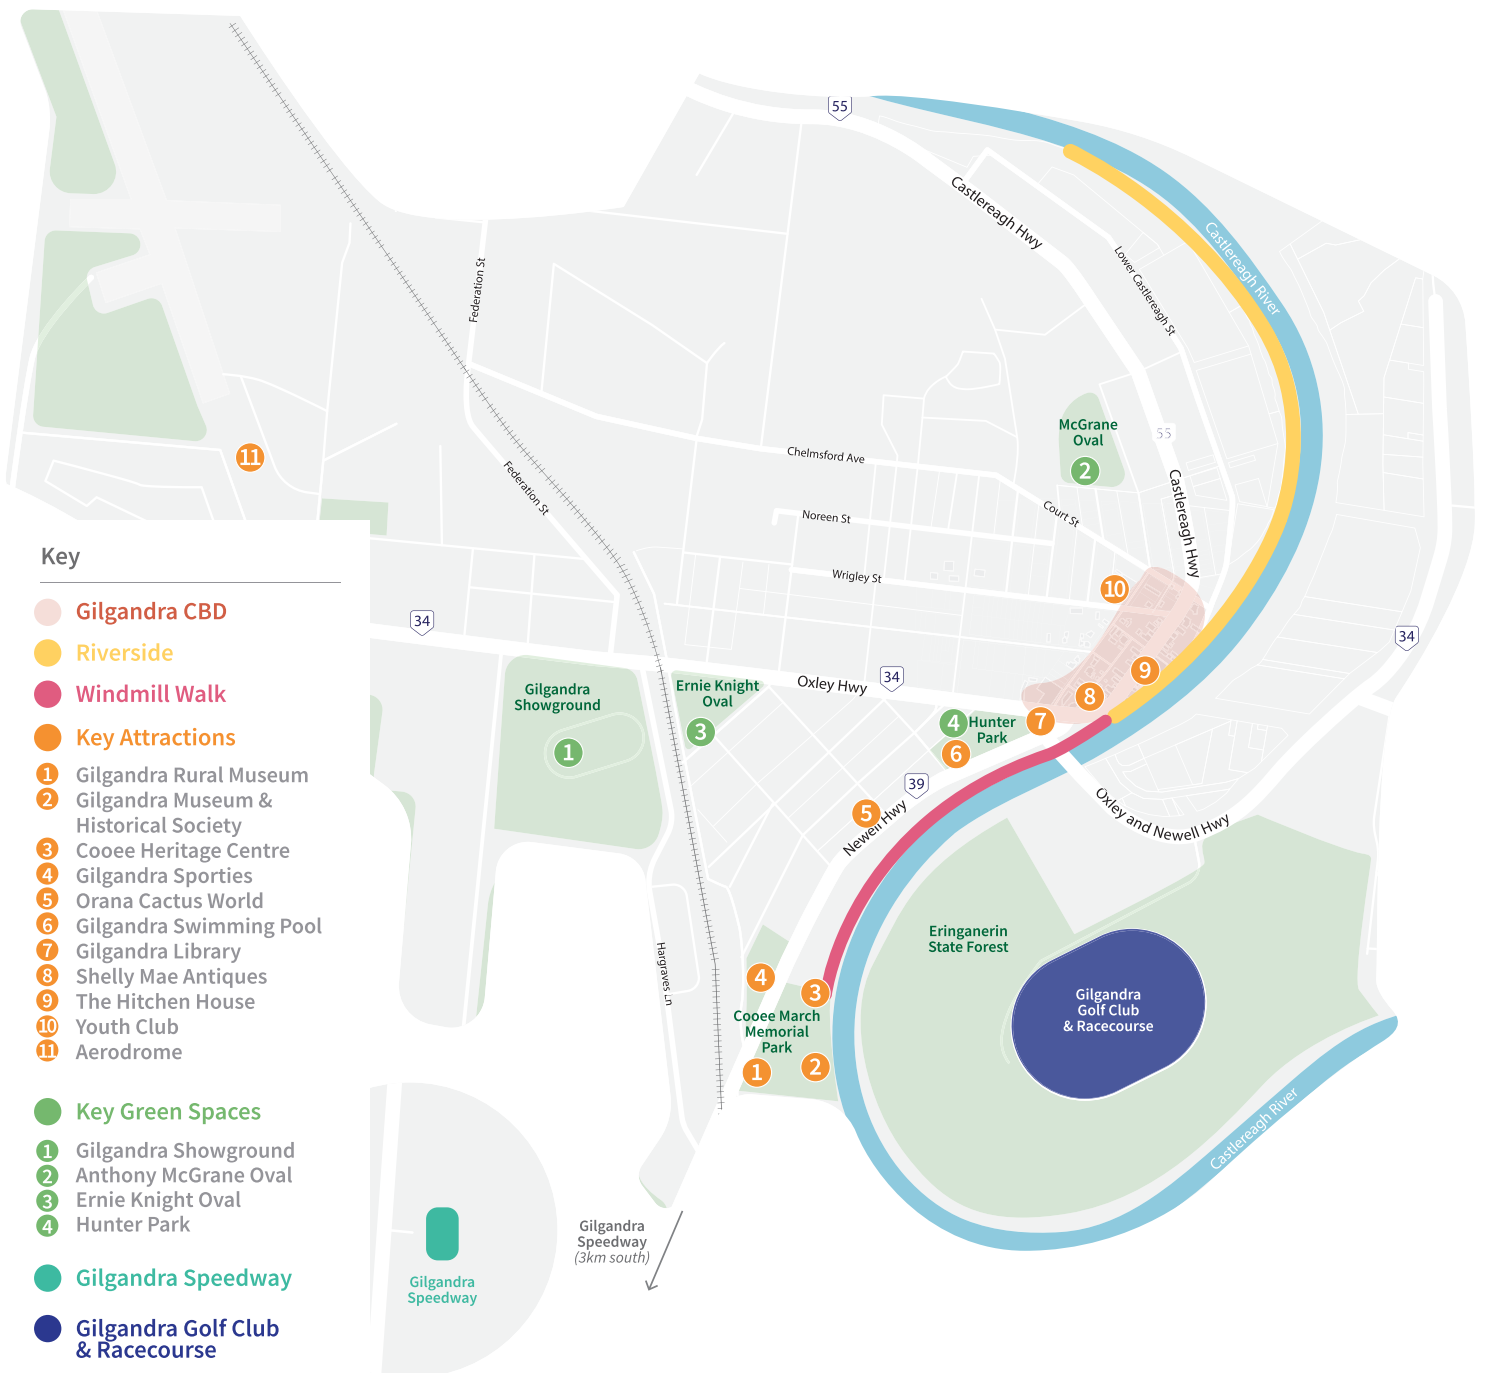 55
Castlereagh Hwy
Castlereagh River
Lower Castlereagh St
Federation St
McGrane
Oval
2
55
Chelmsford Ave
11
Federation St
Castlereagh Hwy
Court St
Noreen St
Wrigley St
10
34
34
Oxley Hwy
34
Gilgandra
Showground
1
Ernie Knight
Oval
3
9
8
7
4
Hunter
Park
6
39
5
Newell Hwy
Oxley and Newell Hwy
Eringanerin
State Forest
Hargraves Ln
4
3
Cooee March
Memorial
Park
1
2
Gilgandra
Golf Club
& Racecourse
Castlereagh River
Gilgandra
Speedway
(3km south)
Gilgandra
Speedway
Key
Gilgandra CBD
Riverside
Windmill Walk
Key Attractions
1 Gilgandra Rural Museum
2 Gilgandra Museum &
Historical Society
3 Cooee Heritage Centre
4 Gilgandra Sporties
5 Orana Cactus World
6 Gilgandra Swimming Pool
7 Gilgandra Library
8 Shelly Mae Antiques
9 The Hitchen House
10 Youth Club
11 Aerodrome
Key Green Spaces
1 Gilgandra Showground
2 Anthony McGrane Oval
3 Ernie Knight Oval
4 Hunter Park
Gilgandra Speedway
Gilgandra Golf Club
& Racecourse